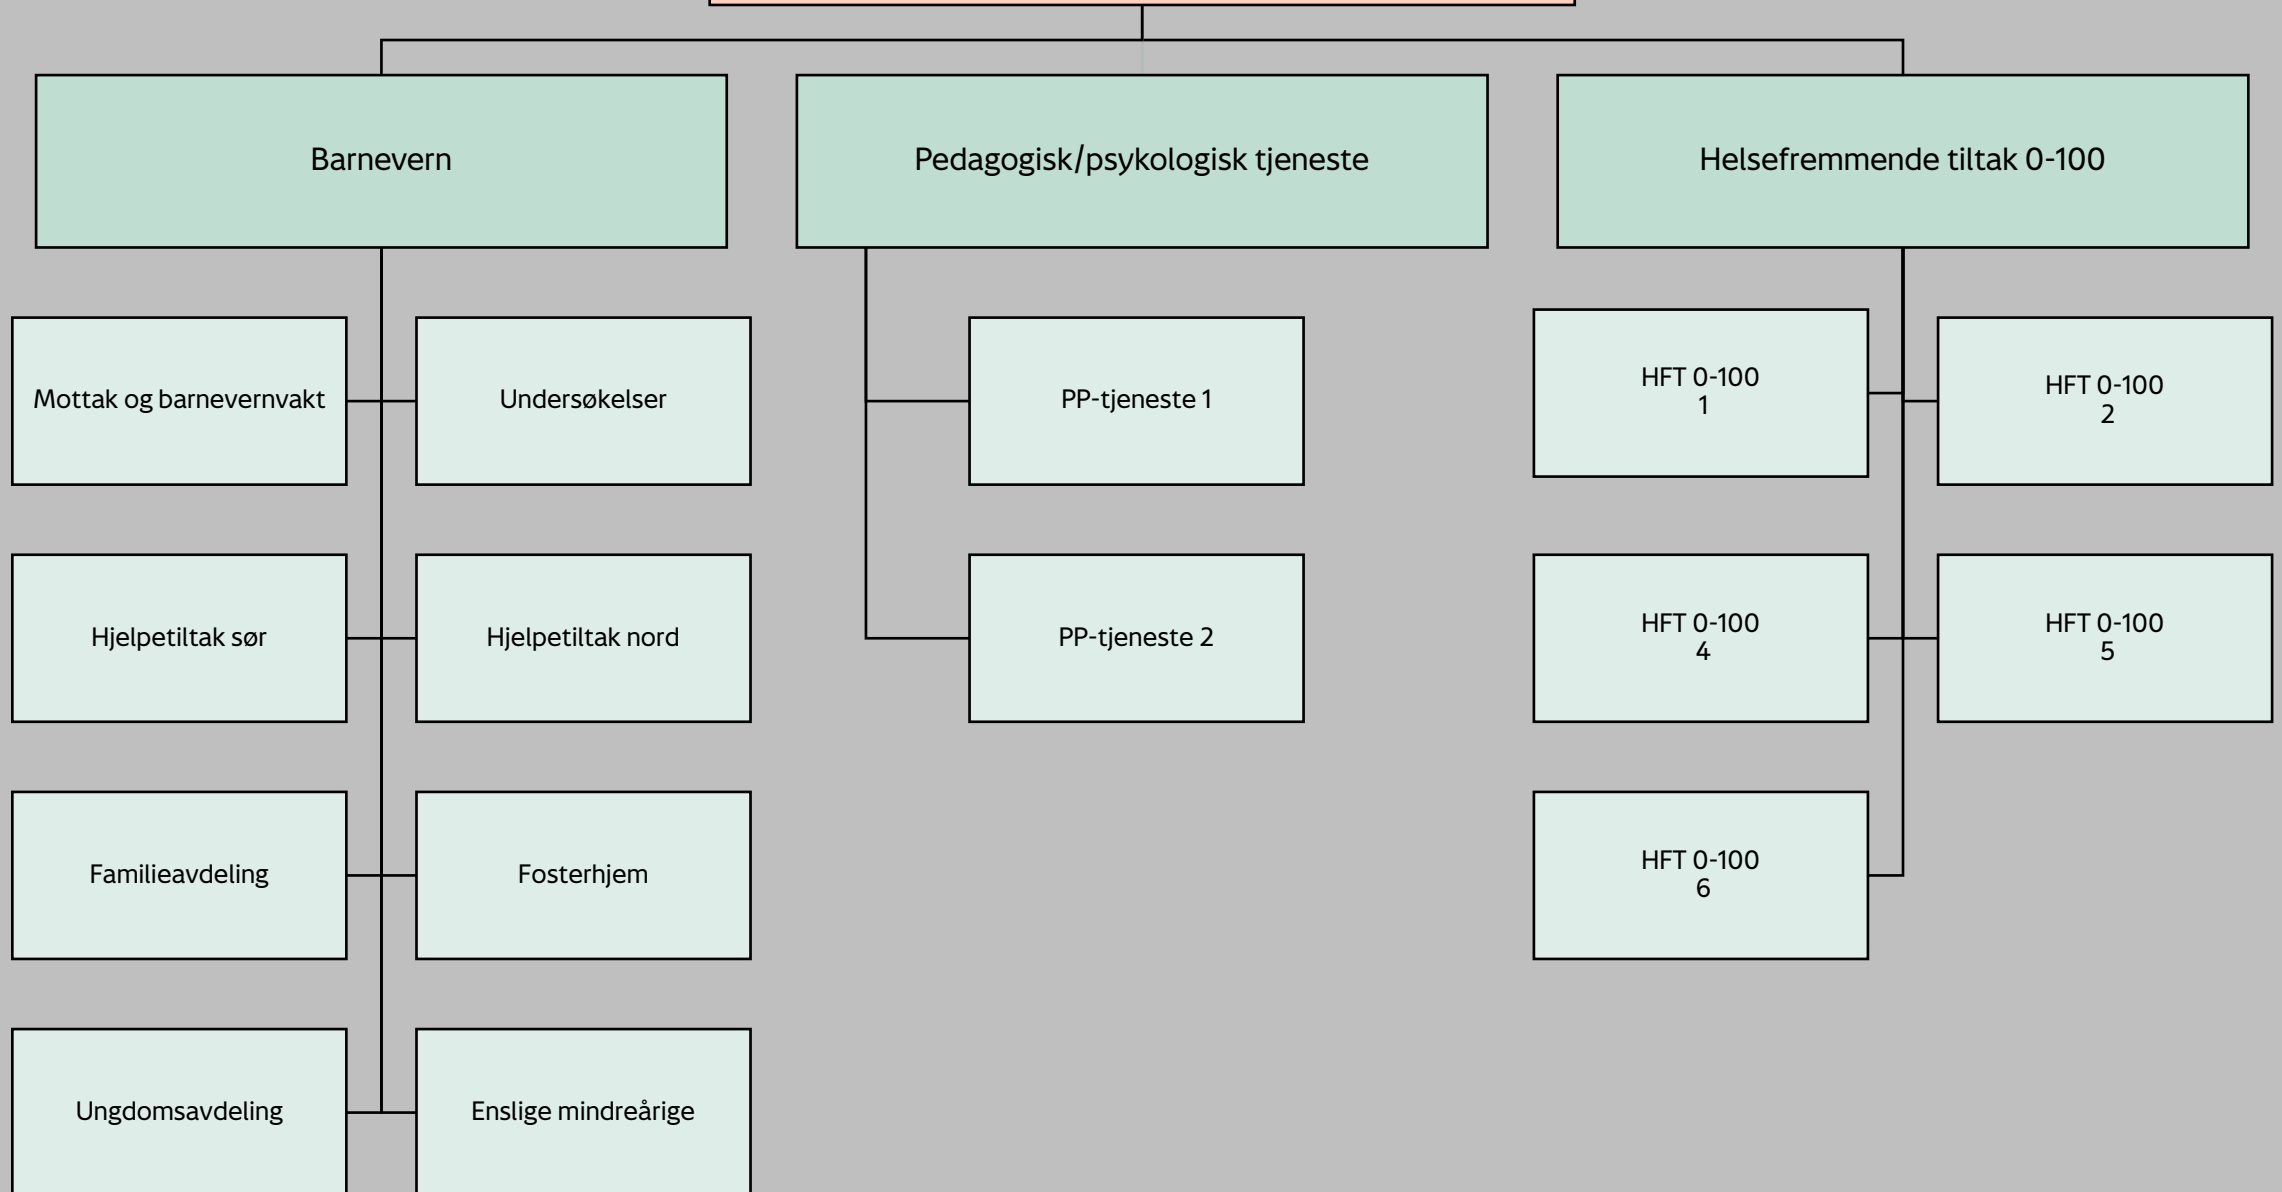 Barnevern
Pedagogisk/psykologisk tjeneste
Helsefremmende tiltak 0-100
Mottak og barnevernvakt
Undersøkelser
PP-tjeneste 1
HFT 0-100
1
HFT 0-100
2
Hjelpetiltak sør
Hjelpetiltak nord
PP-tjeneste 2
HFT 0-100
4
HFT 0-100
5
Familieavdeling
Fosterhjem
HFT 0-100
6
Ungdomsavdeling
Enslige mindreårige